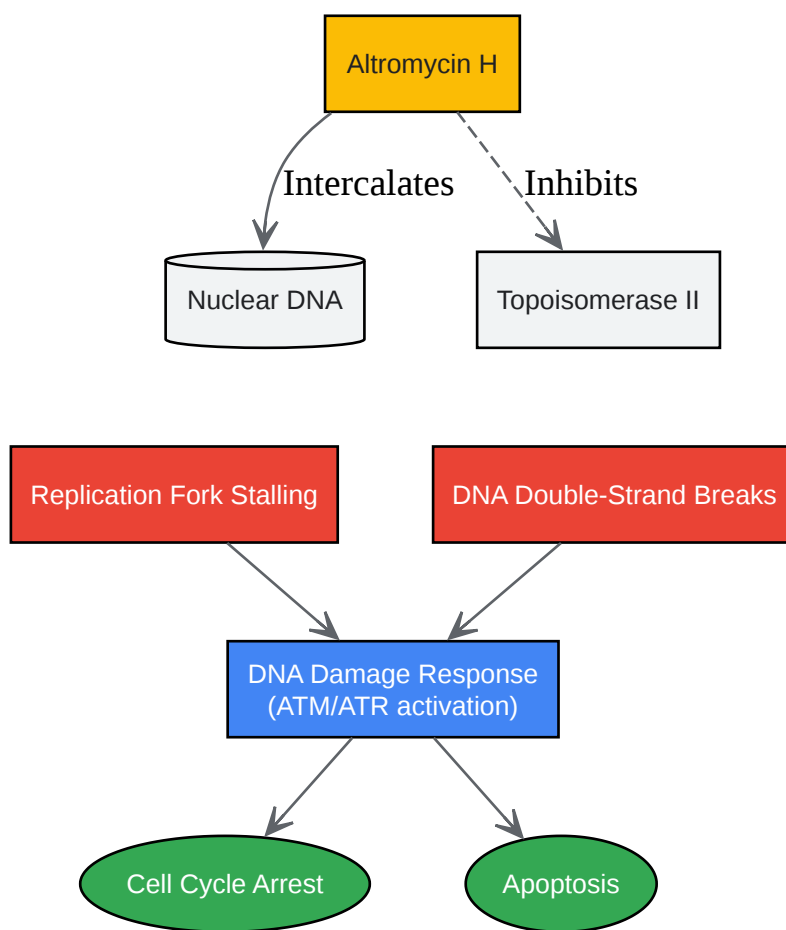 Altromycin H
Intercalates
Inhibits
Nuclear DNA
Topoisomerase II
Replication Fork Stalling
DNA Double-Strand Breaks
DNA Damage Response
(ATM/ATR activation)
Cell Cycle Arrest
Apoptosis